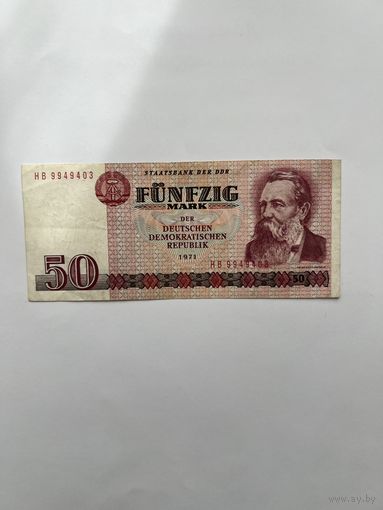 HB 9949403
STAATSBANK DER DDR
FÜNFZIG
MARK
DER
DEUTSCHEN
DEMOKRATISCHEN
REPUBLIK
1971
HB 9949403
50
50
www.ay.by